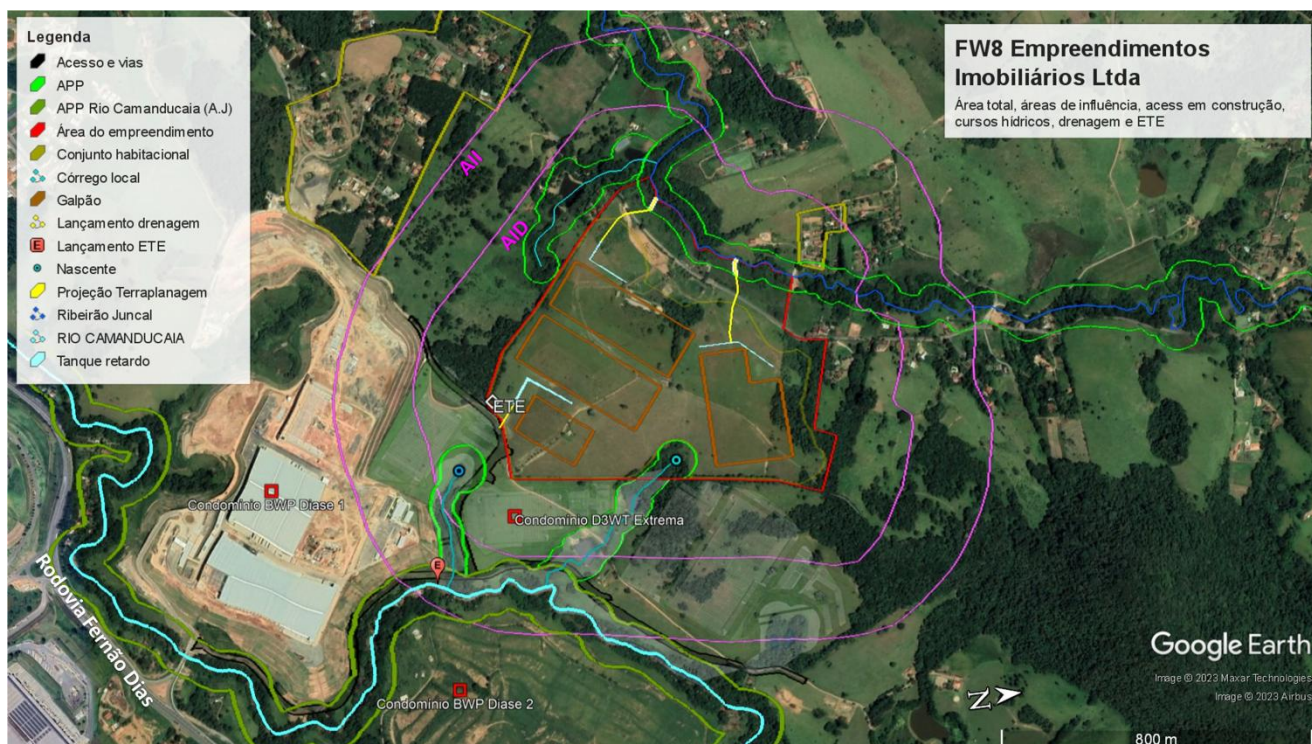 Legenda
Acesso e vias
APP
APP Rio Camanducaia (A.J)
Área do empreendimento
Conjunto habitacional
Córrego local
Galpão
Lançamento drenagem
E Lançamento ETE
Nascente
Projeção Terraplanagem
Ribeirão Juncal
RIO CAMANDUCAIA
Tanque retardo
FW8 Empreendimentos
Imobiliários Ltda
Área total, áreas de influência, acess em construção,
cursos hídricos, drenagem e ETE
AII
AID
ETE
Condomínio BWP Diase 1
Condomínio D3WT Extrema
E
Rodovia Fernão Dias
Condomínio BWP Diase 2
Google Earth
Image © 2023 Maxar Technologies
Image © 2023 Airbus
N
800 m